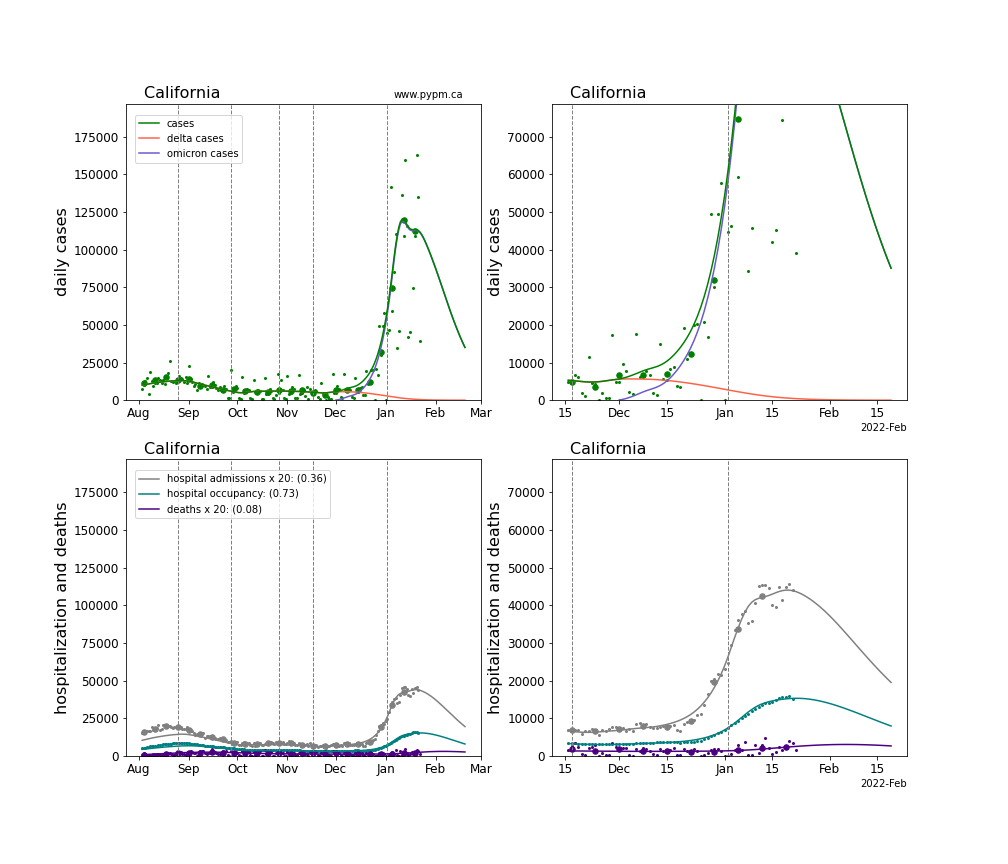 California
www.pypm.ca
daily cases
175000
150000
125000
100000
75000
50000
25000
0
cases
delta cases
omicron cases
Aug Sep Oct Nov Dec Jan Feb Mar
California
daily cases
70000
60000
50000
40000
30000
20000
10000
0
15 Dec 15 Jan 15 Feb 15
2022-Feb
California
hospitalization and deaths
175000
150000
125000
100000
75000
50000
25000
0
hospital admissions x 20: (0.36)
hospital occupancy: (0.73)
deaths x 20: (0.08)
Aug Sep Oct Nov Dec Jan Feb Mar
California
hospitalization and deaths
70000
60000
50000
40000
30000
20000
10000
0
15 Dec 15 Jan 15 Feb 15
2022-Feb